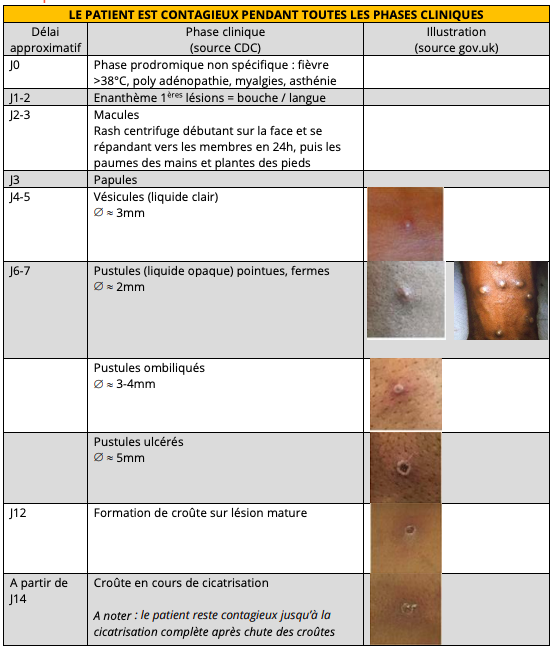 LE PATIENT EST CONTAGIEUX PENDANT TOUTES LES PHASES CLINIQUES
Délai
approximatif
Phase clinique
(source CDC)
Illustration
(source gov.uk)
J0
Phase prodromique non spécifique : fièvre
>38°C, poly adénopathie, myalgies, asthénie
J1-2
Enanthème 1ères lésions = bouche / langue
J2-3
Macules
Rash centrifuge débutant sur la face et se
répandant vers les membres en 24h, puis les
paumes des mains et plantes des pieds
J3
Papules
J4-5
Vésicules (liquide clair)
∅ ≈ 3mm
J6-7
Pustules (liquide opaque) pointues, fermes
∅ ≈ 2mm
Pustules ombiliqués
∅ ≈ 3-4mm
Pustules ulcérés
∅ ≈ 5mm
J12
Formation de croûte sur lésion mature
A partir de
J14
Croûte en cours de cicatrisation
A noter : le patient reste contagieux jusqu’à la
cicatrisation complète après chute des croûtes